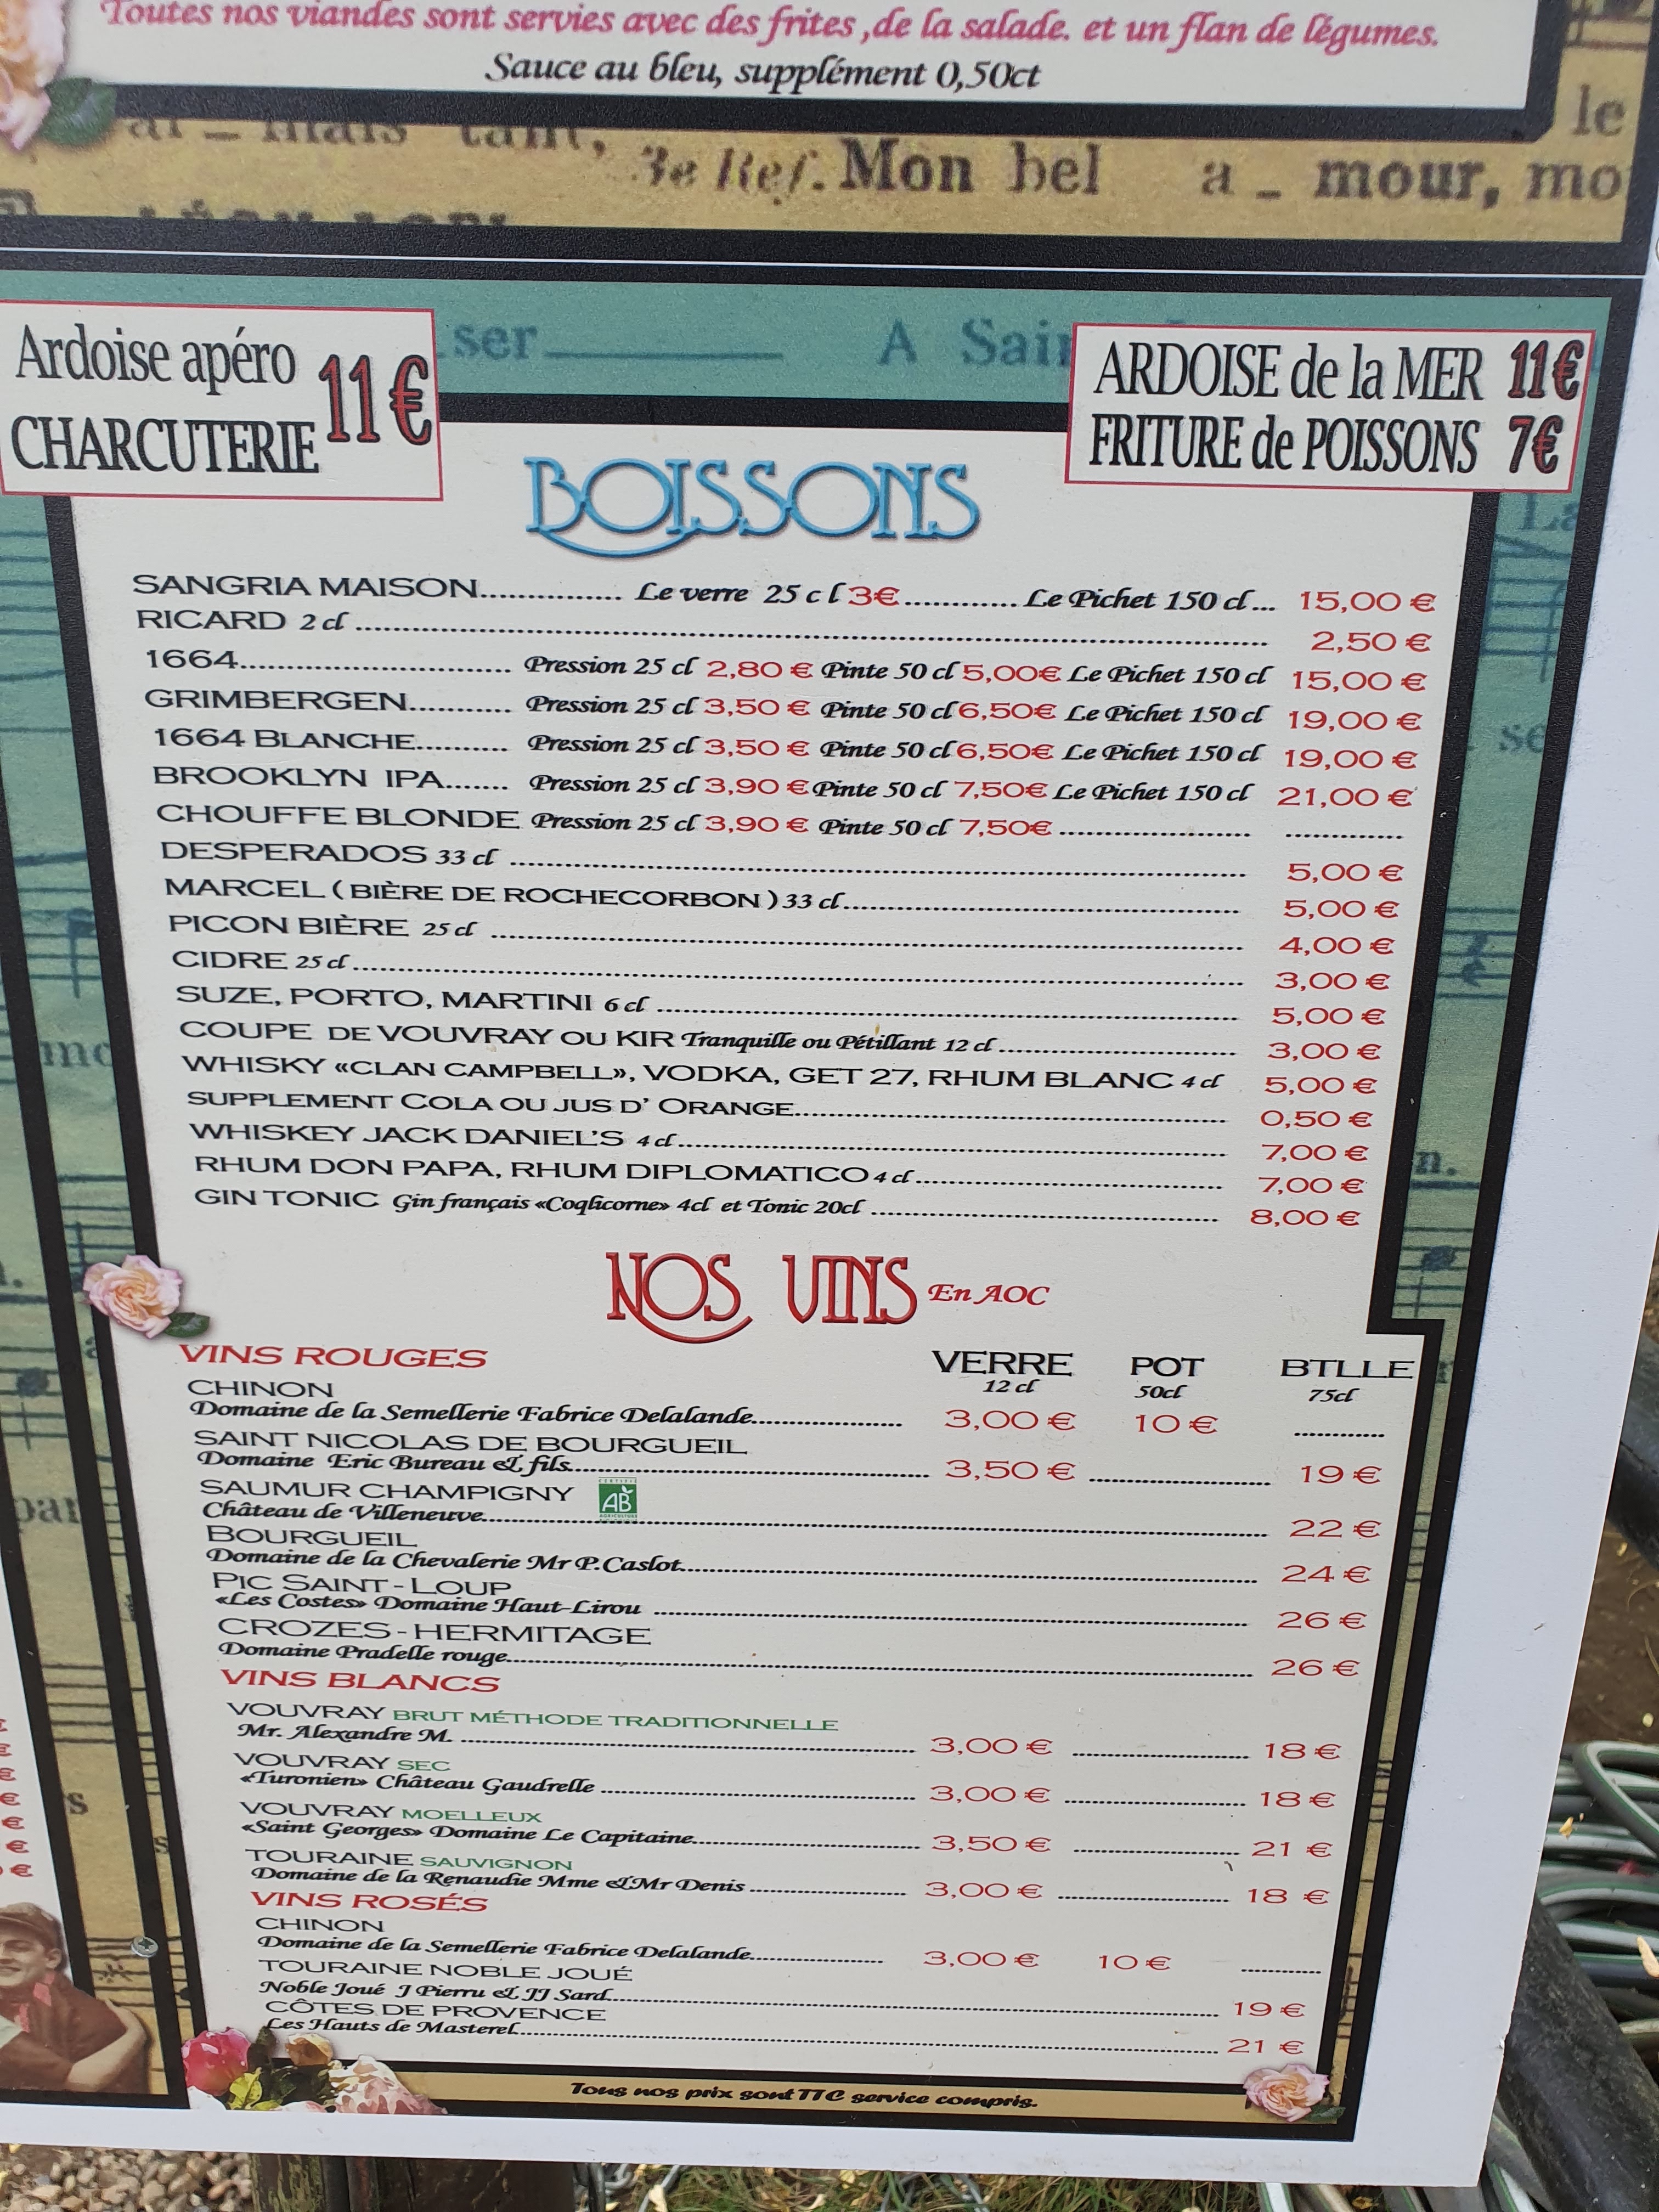 Toutes nos viandes sont servies avec des frites ,de la salade. et un flan de légumes.
Sauce au bleu, supplément 0,50ct
le
mais tant, 3e Ref. Mon bel a _ mour, mo
ser A Sai
Ardoise apéro
CHARCUTERIE 11€
ARDOISE de la MER 11€
FRITURE de POISSONS 7€
BOISSONS
SANGRIA MAISON............... Le verre 25 cl 3€............ Le Pichet 150 cl... 15,00 €
RICARD 2 cl ........ 2,50 €
1664............................ Pression 25 cl 2,80 € Pinte 50 cl 5,00€ Le Pichet 150 cl 15,00 €
GRIMBERGEN........... Pression 25 cl 3,50 € Pinte 50 cl 6,50€ Le Pichet 150 cl 19,00 €
1664 BLANCHE.......... Pression 25 cl 3,50 € Pinte 50 cl 6,50€ Le Pichet 150 cl 19,00 €
BROOKLYN IPA....... Pression 25 cl 3,90 € Pinte 50 cl 7,50€ Le Pichet 150 cl 21,00 €
CHOUFFE BLONDE Pression 25 cl 3,90 € Pinte 50 cl 7,50€ ........ ........
DESPERADOS 33 cl ........ 5,00 €
MARCEL ( BIÈRE DE ROCHECORBON ) 33 cl........ 5,00 €
PICON BIÈRE 25 cl ........ 4,00 €
CIDRE 25 cl ........ 3,00 €
SUZE, PORTO, MARTINI 6 cl ........ 5,00 €
COUPE DE VOUVRAY OU KIR Tranquille ou Pétillant 12 cl ........ 3,00 €
WHISKY «CLAN CAMPBELL», VODKA, GET 27, RHUM BLANC 4 cl 5,00 €
SUPPLEMENT COLA OU JUS D' ORANGE........ 0,50 €
WHISKEY JACK DANIEL'S 4 cl........ 7,00 €
RHUM DON PAPA, RHUM DIPLOMATICO 4 cl........ 7,00 €
GIN TONIC Gin français «Coqlicorne» 4cl et Tonic 20cl ........ 8,00 €
NOS VINS En AOC
VINS ROUGES VERRE POT BTLLE
12 cl 50cl 75cl
CHINON
Domaine de la Semellerie Fabrice Delalande........ 3,00 € 10 € ........
SAINT NICOLAS DE BOURGUEIL
Domaine Eric Bureau & fils........ 3,50 € ........ 19 €
SAUMUR CHAMPIGNY AB
Château de Villeneuve........ 22 €
BOURGUEIL
Domaine de la Chevalerie Mr P.Caslot........ 24 €
PIC SAINT - LOUP
«Les Costes» Domaine Haut-Lirou ........ 26 €
CROZES - HERMITAGE
Domaine Pradelle rouge........ 26 €
VINS BLANCS
VOUVRAY BRUT MÉTHODE TRADITIONNELLE
Mr. Alexandre M. ........ 3,00 € ........ 18 €
VOUVRAY SEC
«Turonien» Château Gaudrelle ........ 3,00 € ........ 18 €
VOUVRAY MOELLEUX
«Saint Georges» Domaine Le Capitaine........ 3,50 € ........ 21 €
TOURAINE SAUVIGNON
Domaine de la Renaudie Mme & Mr Denis ........ 3,00 € ........ 18 €
VINS ROSÉS
CHINON
Domaine de la Semellerie Fabrice Delalande........ 3,00 € 10 € ........
TOURAINE NOBLE JOUÉ
Noble Joué J Pierru & JJ Sard........ 19 €
CÔTES DE PROVENCE
Les Hauts de Masterel........ 21 €
Tous nos prix sont TTC service compris.